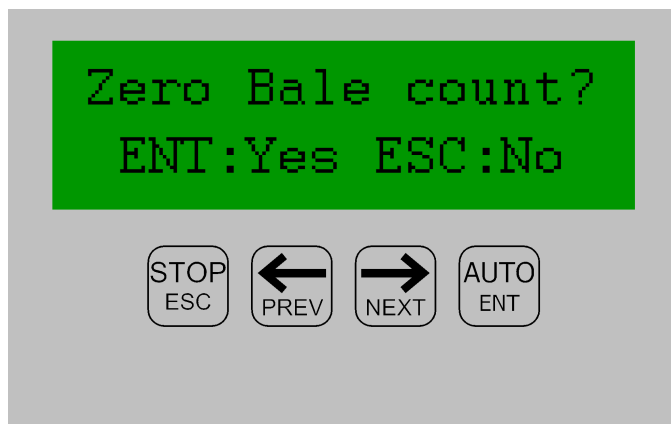 Zero Bale count?
ENT:Yes ESC:No
STOP
ESC
PREV
NEXT
AUTO
ENT